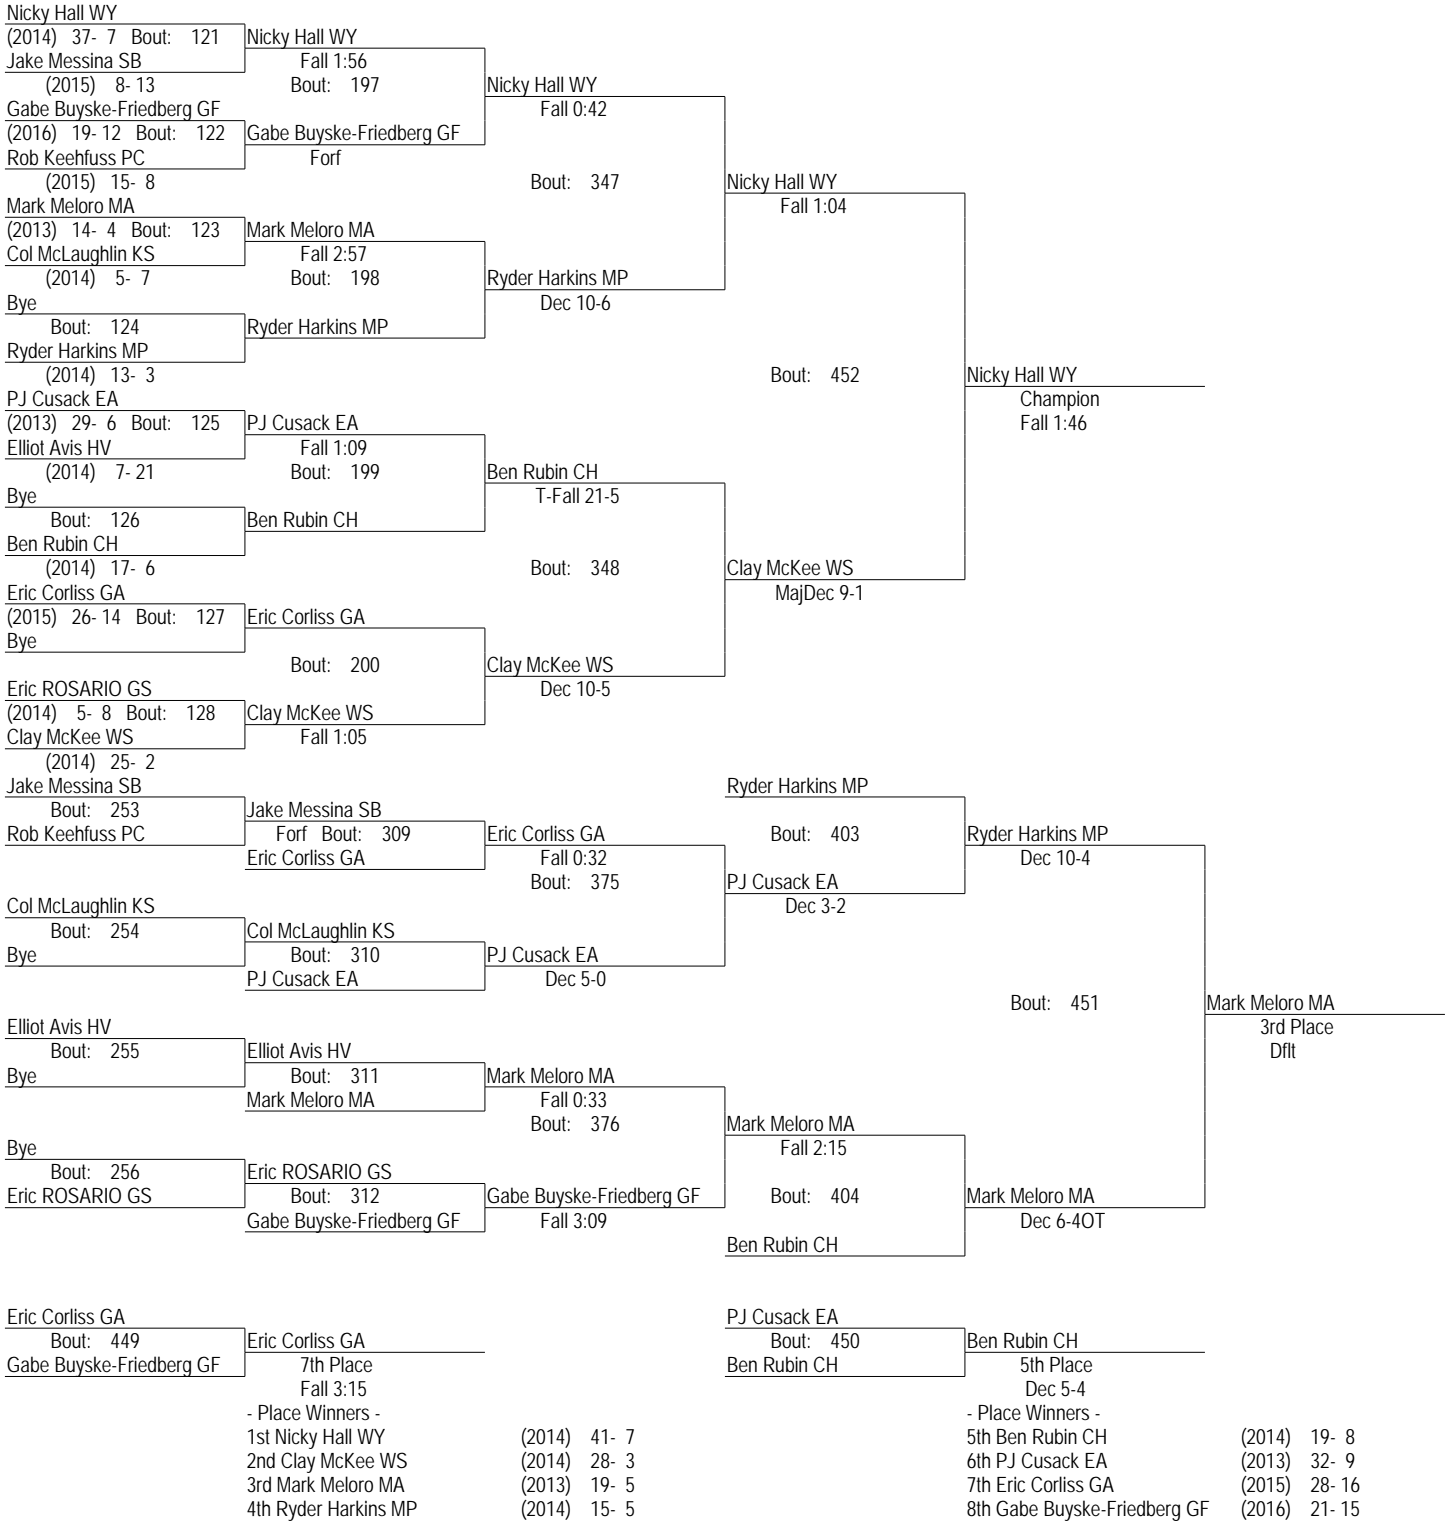 Nicky Hall WY
(2014) 37- 7 Bout: 121 Nicky Hall WY
Jake Messina SB Fall 1:56
(2015) 8- 13 Bout: 197 Nicky Hall WY
Gabe Buyske-Friedberg GF Fall 0:42
(2016) 19- 12 Bout: 122 Gabe Buyske-Friedberg GF
Rob Keehfuss PC Forf
(2015) 15- 8 Bout: 347 Nicky Hall WY
Mark Meloro MA Fall 1:04
(2013) 14- 4 Bout: 123 Mark Meloro MA
Col McLaughlin KS Fall 2:57
(2014) 5- 7 Bout: 198 Ryder Harkins MP
Bye Dec 10-6
Bout: 124 Ryder Harkins MP
Ryder Harkins MP
(2014) 13- 3 Bout: 452 Nicky Hall WY
PJ Cusack EA Champion
(2013) 29- 6 Bout: 125 PJ Cusack EA Fall 1:46
Elliot Avis HV Fall 1:09
(2014) 7- 21 Bout: 199 Ben Rubin CH
Bye T-Fall 21-5
Bout: 126 Ben Rubin CH
Ben Rubin CH
(2014) 17- 6 Bout: 348 Clay McKee WS
Eric Corliss GA MajDec 9-1
(2015) 26- 14 Bout: 127 Eric Corliss GA
Bye
Bout: 200 Clay McKee WS
Eric ROSARIO GS Dec 10-5
(2014) 5- 8 Bout: 128 Clay McKee WS
Clay McKee WS Fall 1:05
(2014) 25- 2
Jake Messina SB Ryder Harkins MP
Bout: 253 Jake Messina SB
Rob Keehfuss PC Forf Bout: 309 Eric Corliss GA Bout: 403 Ryder Harkins MP
Eric Corliss GA Fall 0:32 Dec 10-4
Bout: 375 PJ Cusack EA
Col McLaughlin KS Dec 3-2
Bout: 254 Col McLaughlin KS
Bye Bout: 310 PJ Cusack EA
PJ Cusack EA Dec 5-0
Bout: 451 Mark Meloro MA
Elliot Avis HV 3rd Place
Bout: 255 Elliot Avis HV Dflt
Bye Bout: 311 Mark Meloro MA
Mark Meloro MA Fall 0:33
Bout: 376 Mark Meloro MA
Bye Fall 2:15
Bout: 256 Eric ROSARIO GS
Eric ROSARIO GS Bout: 312 Gabe Buyske-Friedberg GF Bout: 404 Mark Meloro MA
Gabe Buyske-Friedberg GF Fall 3:09 Dec 6-4OT
Ben Rubin CH
Eric Corliss GA PJ Cusack EA
Bout: 449 Eric Corliss GA Bout: 450 Ben Rubin CH
Gabe Buyske-Friedberg GF 7th Place Ben Rubin CH 5th Place
Fall 3:15 Dec 5-4
- Place Winners - - Place Winners -
1st Nicky Hall WY (2014) 41- 7 5th Ben Rubin CH (2014) 19- 8
2nd Clay McKee WS (2014) 28- 3 6th PJ Cusack EA (2013) 32- 9
3rd Mark Meloro MA (2013) 19- 5 7th Eric Corliss GA (2015) 28- 16
4th Ryder Harkins MP (2014) 15- 5 8th Gabe Buyske-Friedberg GF (2016) 21- 15